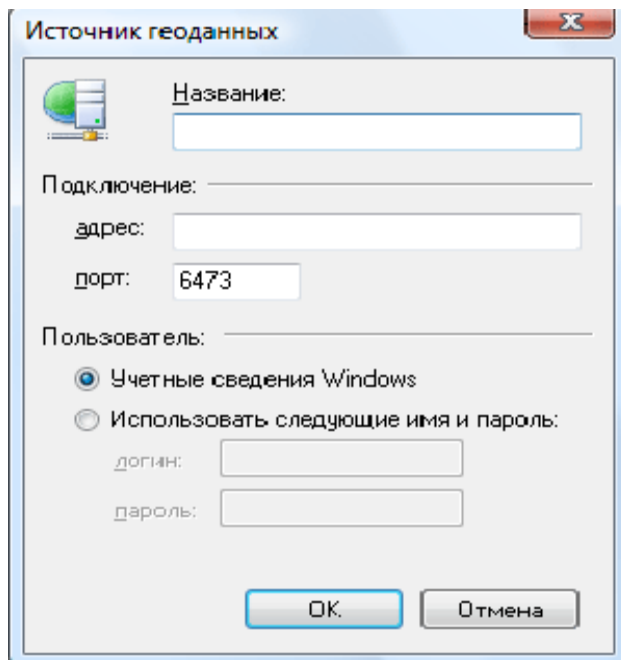 Источник геоданных
Название:
Подключение:
адрес:
порт: 6473
Пользователь:
Учетные сведения Windows
Использовать следующие имя и пароль:
логин:
пароль:
OK
Отмена